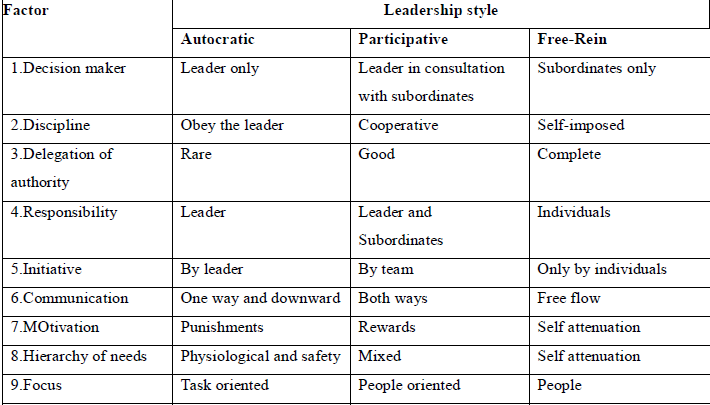 Factor Leadership style
Autocratic Participative Free-Rein
1.Decision maker Leader only Leader in consultation Subordinates only
with subordinates
2.Discipline Obey the leader Cooperative Self-imposed
3.Delegation of Rare Good Complete
authority
4.Responsibility Leader Leader and Individuals
Subordinates
5.Initiative By leader By team Only by individuals
6.Communication One way and downward Both ways Free flow
7.MOtivation Punishments Rewards Self attenuation
8.Hierarchy of needs Physiological and safety Mixed Self attenuation
9.Focus Task oriented People oriented People